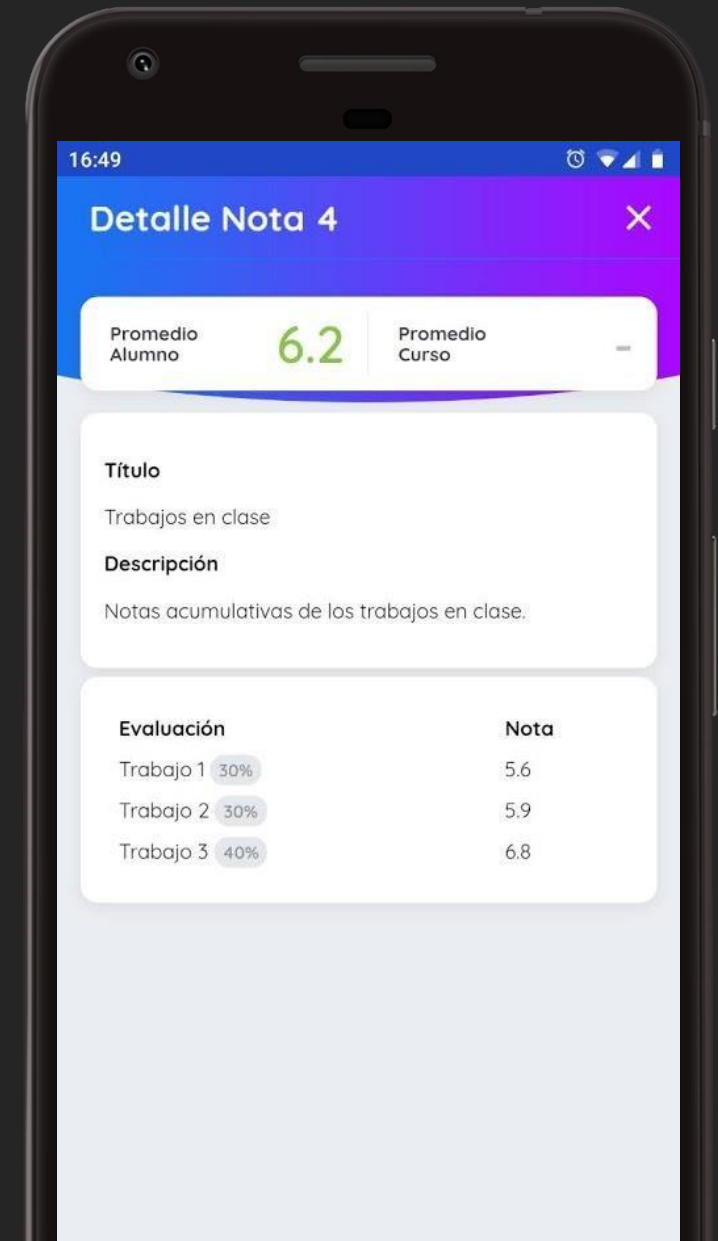 16:49
Detalle Nota 4
Promedio
Alumno
6.2
Promedio
Curso
-
Título
Trabajos en clase
Descripción
Notas acumulativas de los trabajos en clase.
Evaluación Nota
Trabajo 1 30% 5.6
Trabajo 2 30% 5.9
Trabajo 3 40% 6.8